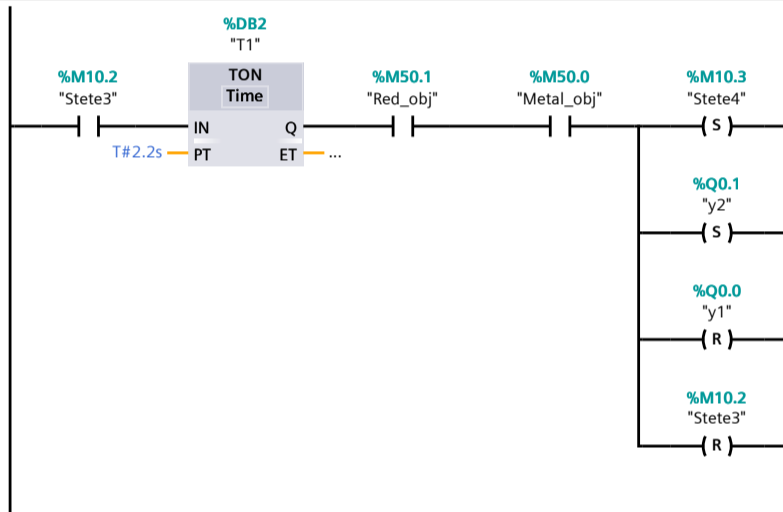 %DB2
"T1"
%M10.2
"Stete3"
TON
Time
%M50.1
"Red_obj"
%M50.0
"Metal_obj"
%M10.3
"Stete4"
IN
Q
S
T#2.2s
PT
ET
...
%Q0.1
"y2"
S
%Q0.0
"y1"
R
%M10.2
"Stete3"
R